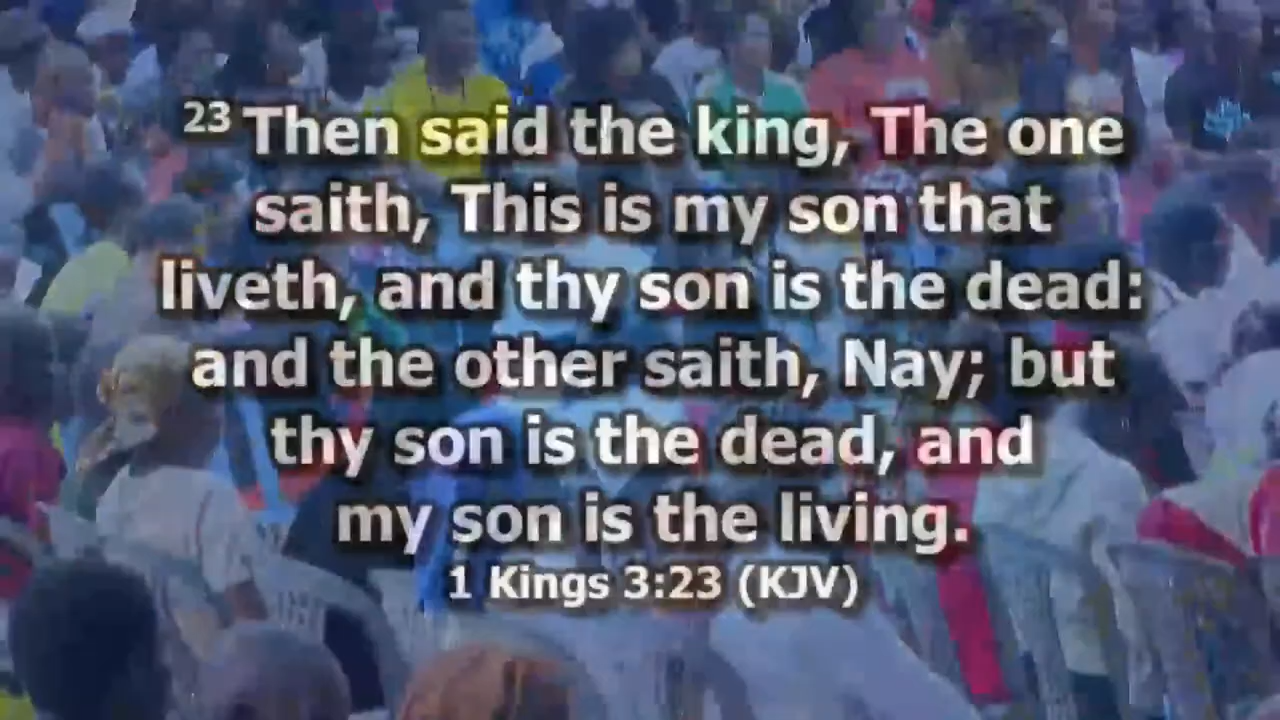 23 Then said the king, The one
saith, This is my son that
liveth, and thy son is the dead:
and the other saith, Nay; but
thy son is the dead, and
my son is the living.
1 Kings 3:23 (KJV)